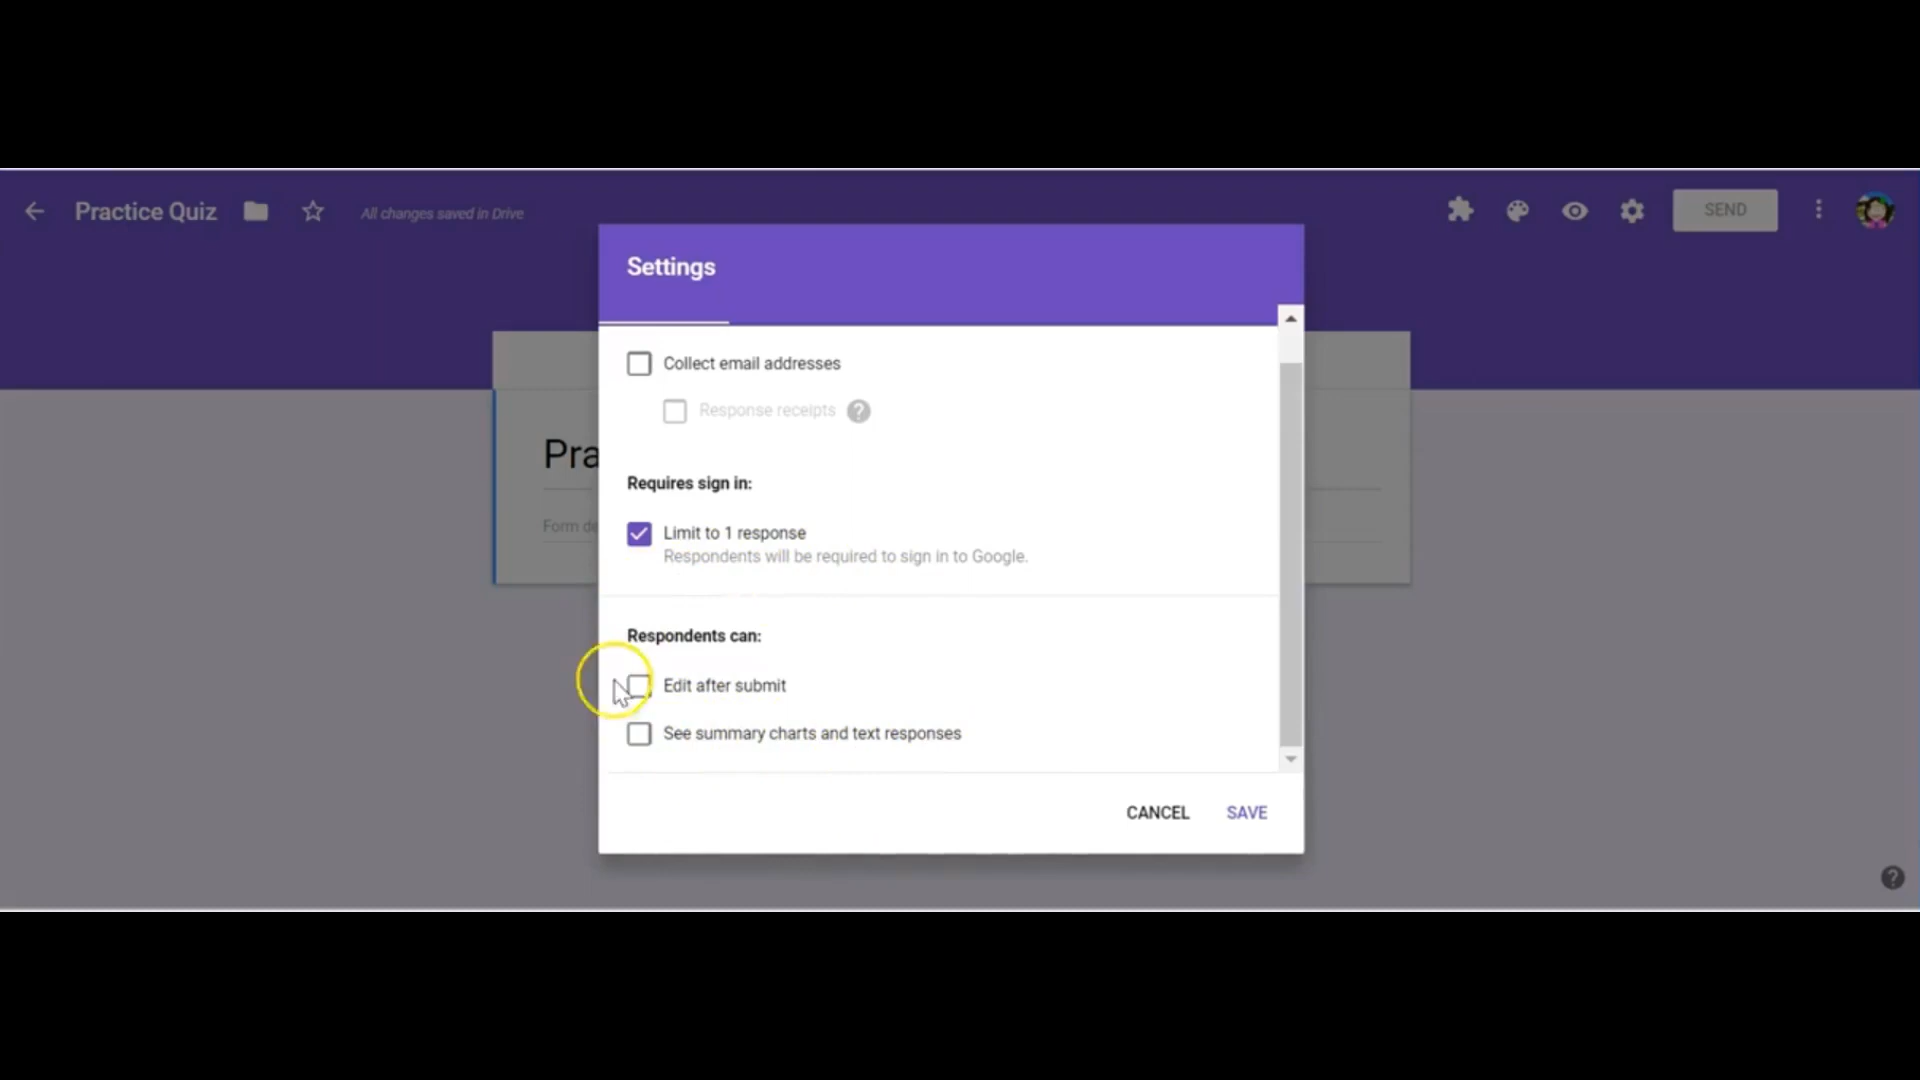 Practice Quiz
All changes saved in Drive
SEND
Settings
Collect email addresses
Response receipts ?
Pra
Requires sign in:
Form de
Limit to 1 response
Respondents will be required to sign in to Google.
Respondents can:
Edit after submit
See summary charts and text responses
CANCEL SAVE
?